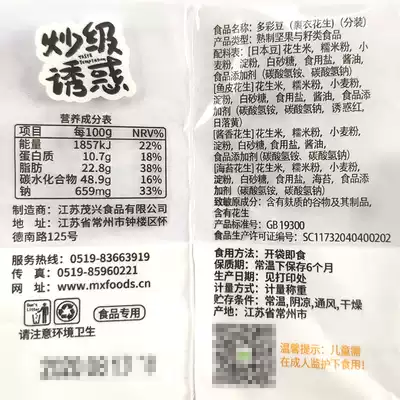 炒级
TASTE
Temptation
诱惑
营养成分表
项目 每100g NRV%
能量 1857kJ 22%
蛋白质 10.7g 18%
脂肪 22.8g 38%
碳水化合物 48.9g 16%
钠 659mg 33%
制造商：江苏茂兴食品有限公司
地 址：江苏省常州市钟楼区怀
德南路125号
服务热线：0519-83663919
传 真：0519-85960221
网 址：www.mxfoods.cn
食品专用
请注意环境卫生
食品名称：多彩豆（裹衣花生）（分装）
产品类型：熟制坚果与籽类食品
配料：[日本豆]花生米，糯米粉，小
麦粉，淀粉，白砂糖，食用盐，酱油，
食品添加剂（碳酸氢铵、碳酸氢钠）
[鱼皮花生]花生米，糯米粉，小麦
粉，淀粉，白砂糖，食用盐，酱油，食
品添加剂（碳酸氢铵，碳酸氢钠，诱惑红，
日落黄）
[酱香花生]花生米，糯米粉，小麦粉，
淀粉，白砂糖，食用盐，酱油，食品
添加剂（碳酸氢铵、碳酸氢钠）
[海苔花生]花生米，糯米粉，小麦粉，
淀粉，白砂糖，食用盐，海苔，食品添
加剂（碳酸氢铵，碳酸氢钠）
致敏原成分：含有麸质的谷物及其制品，
含有花生
产品标准号：GB 19300
食品生产许可证编号：SC11732040400202
食用方法：开袋即食
保质期：常温下保存6个月
生产日期：见打印处
计量方式：计量称重
贮存条件：常温，阴凉，通风，干燥
产地：江苏省常州市
温馨提示：儿童需
在成人监护下食用！